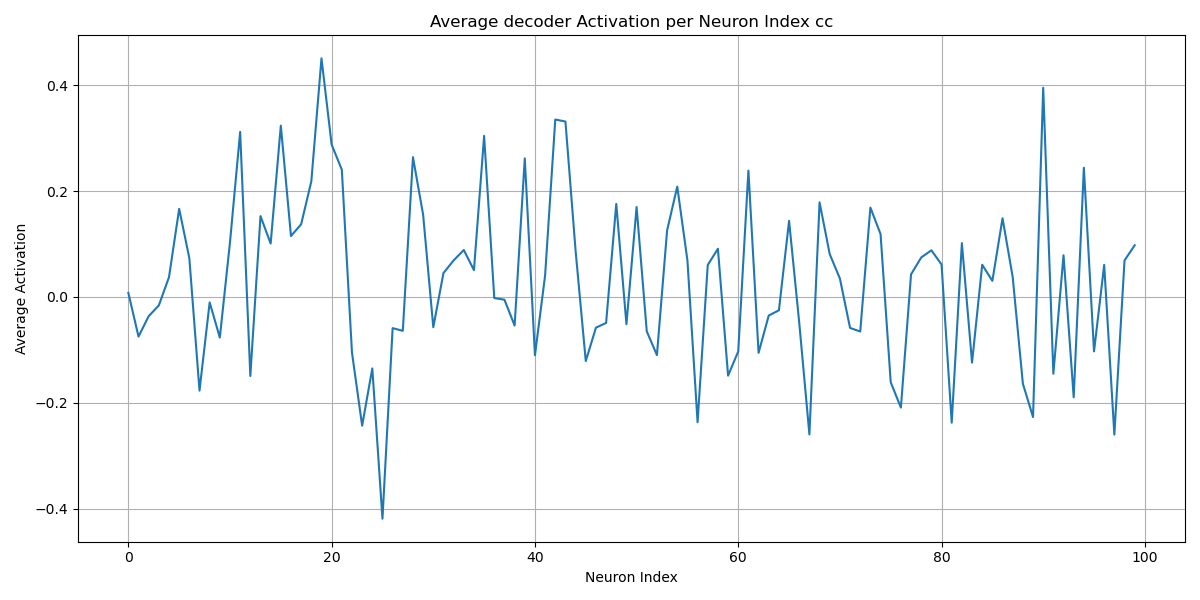 Average decoder Activation per Neuron Index cc
Average Activation
0.4
0.2
0.0
−0.2
−0.4
0 20 40 60 80 100
Neuron Index